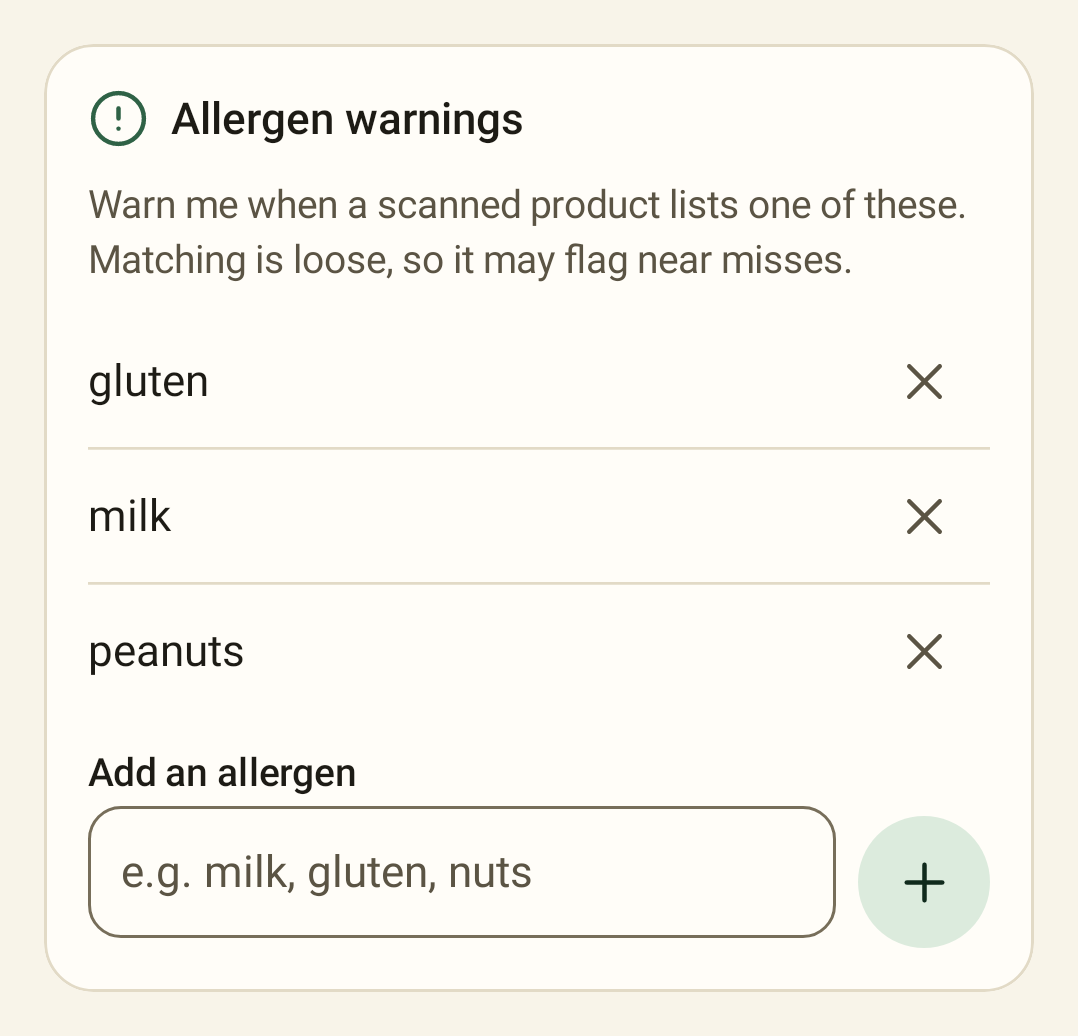 Allergen warnings
Warn me when a scanned product lists one of these.
Matching is loose, so it may flag near misses.
gluten
milk
peanuts
Add an allergen
e.g. milk, gluten, nuts